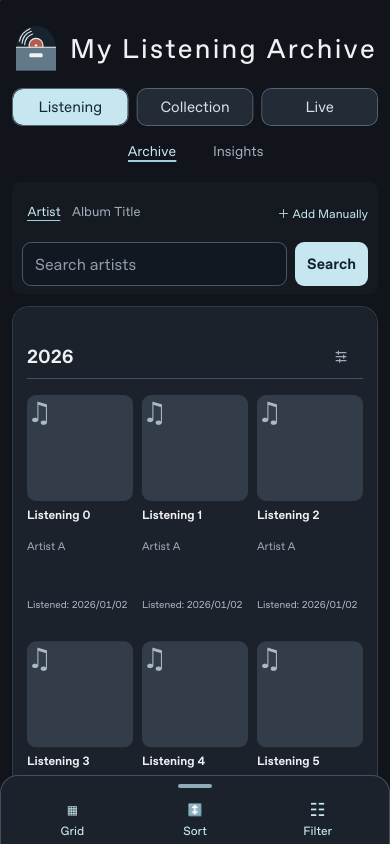 My Listening Archive
Listening Collection Live
Archive Insights
Artist Album Title + Add Manually
Search artists Search
2026
Listening 0 Listening 1 Listening 2
Artist A Artist A Artist A
Listened: 2026/01/02 Listened: 2026/01/02 Listened: 2026/01/02
Listening 3 Listening 4 Listening 5
Grid Sort Filter